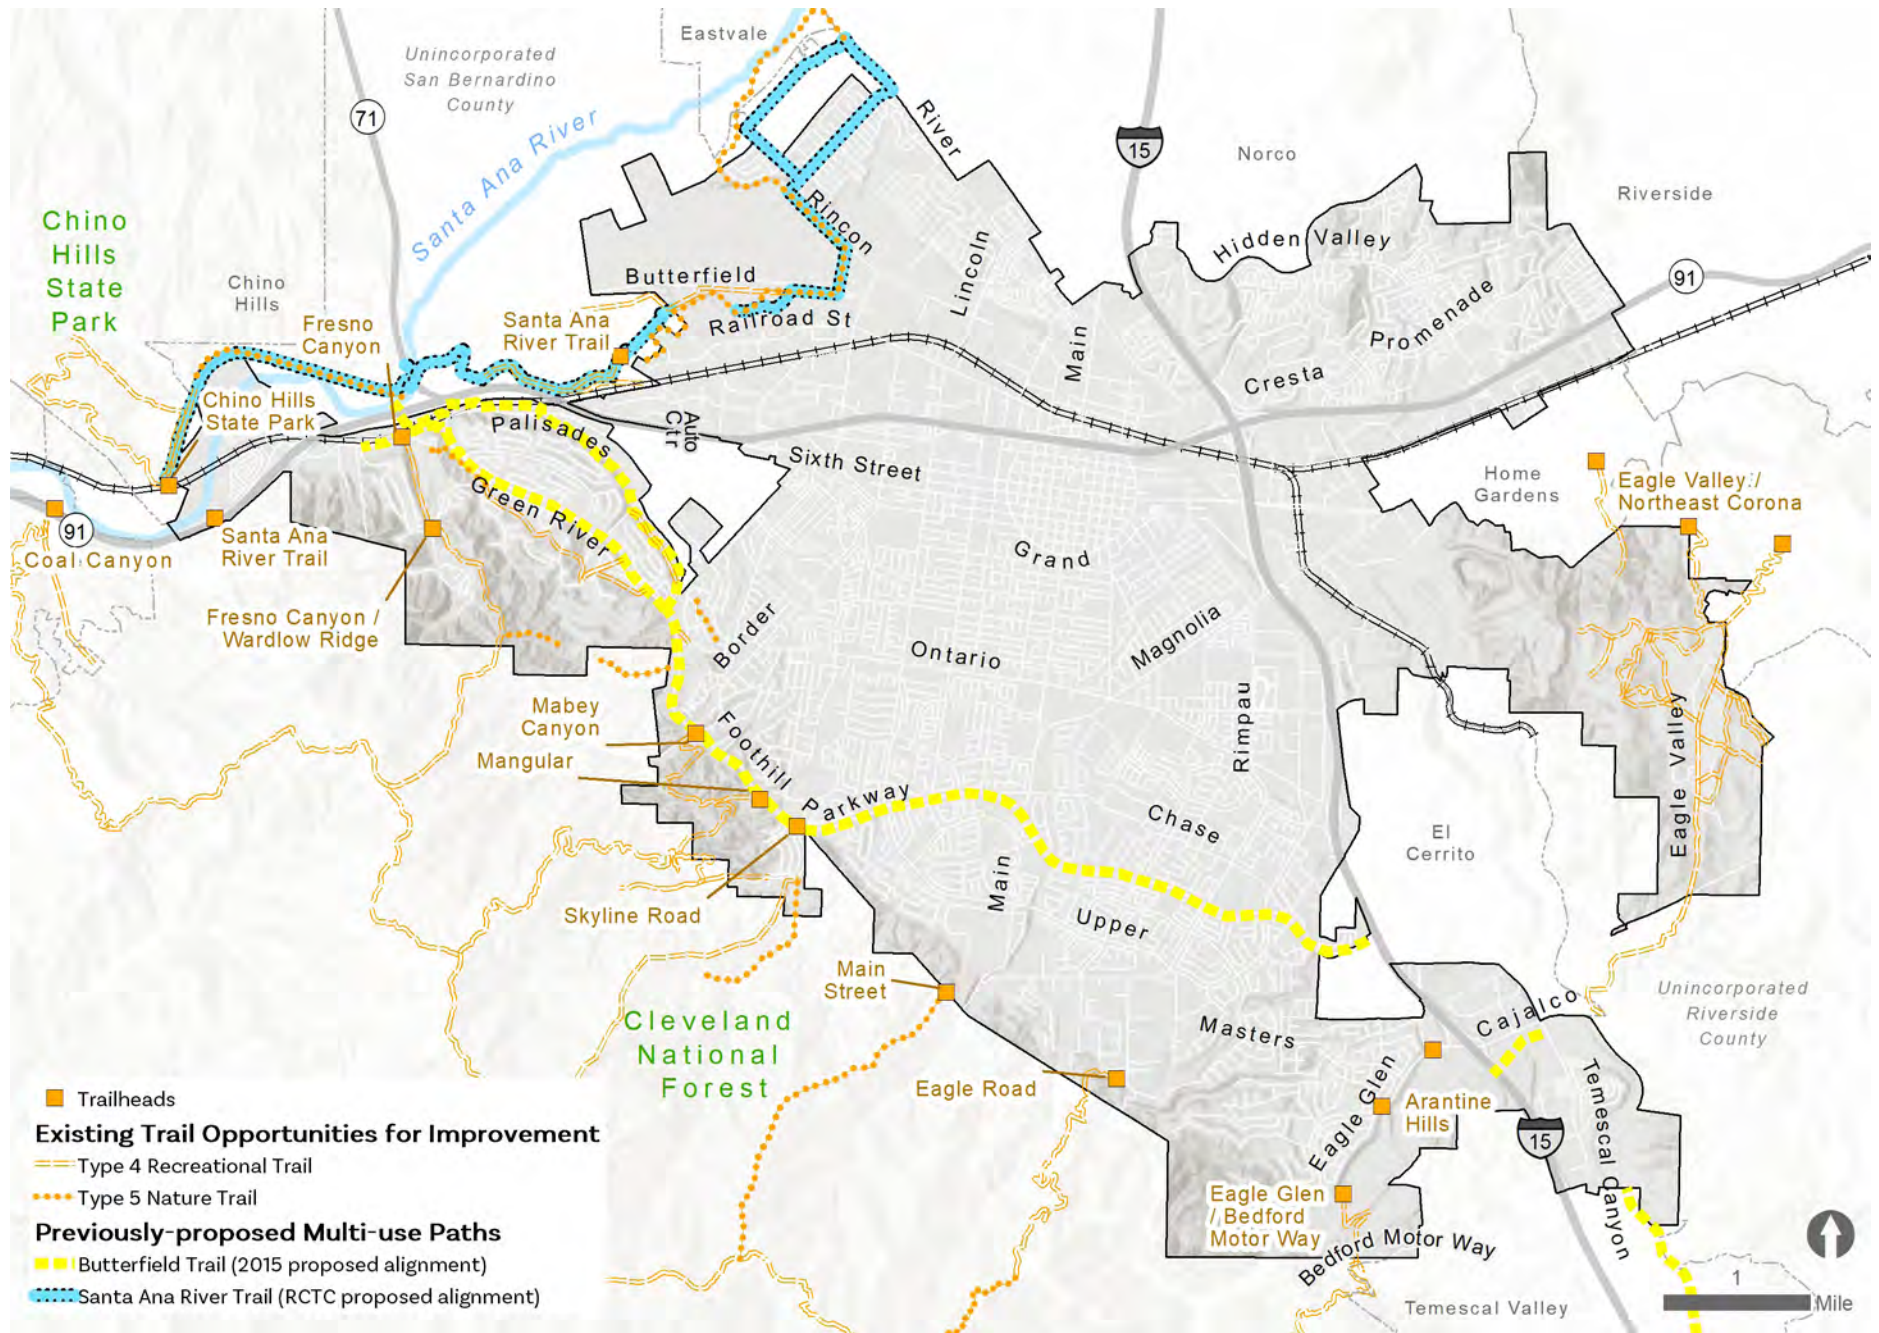 Eastvale
Unincorporated
San Bernardino
County
71
Santa Ana River
River
15
Norco
Riverside
Chino
Hills
State
Park
Chino
Hills
Rincon
Lincoln
Hidden Valley
91
Butterfield
Fresno
Canyon
Santa Ana
River Trail
Railroad St
Main
Promenade
Cresta
Chino Hills
State Park
Palisades
Auto
Ctr
Sixth Street
Home
Gardens
Eagle Valley /
Northeast Corona
Green River
91
Coal Canyon
Santa Ana
River Trail
Grand
Fresno Canyon /
Wardlow Ridge
Border
Ontario
Magnolia
Rimpau
Mabey
Canyon
Mangular
Foothill Parkway
Eagle Valley
Chase
El
Cerrito
Skyline Road
Main
Upper
Main
Street
Cleveland
National
Forest
Masters
Cajalco
Unincorporated
Riverside
County
Eagle Road
Eagle Glen
Arantine
Hills
15
Temescal Canyon
Eagle Glen
/ Bedford
Motor Way
Bedford Motor Way
Temescal Valley
1
Mile
Trailheads
Existing Trail Opportunities for Improvement
Type 4 Recreational Trail
Type 5 Nature Trail
Previously-proposed Multi-use Paths
Butterfield Trail (2015 proposed alignment)
Santa Ana River Trail (RCTC proposed alignment)